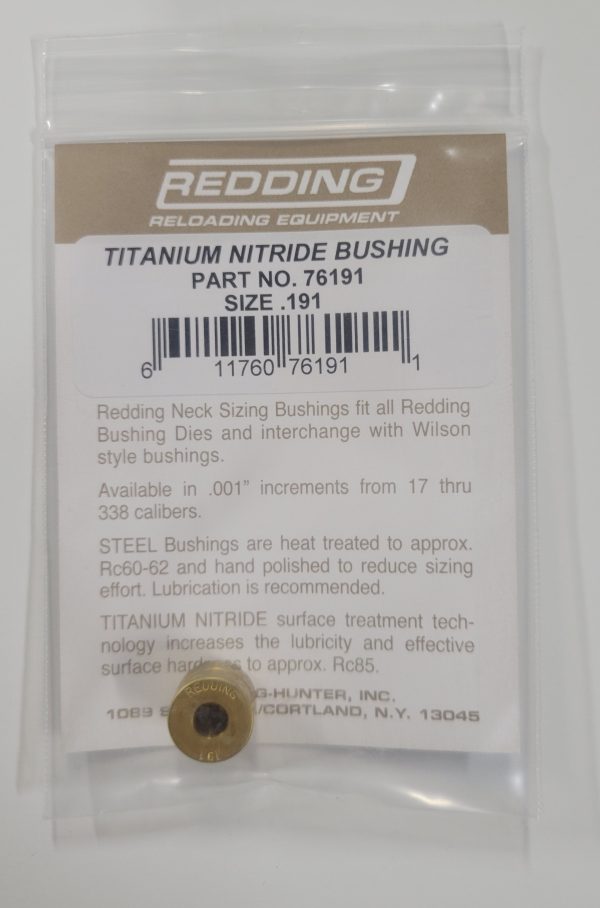 REDDING
RELOADING EQUIPMENT
TITANIUM NITRIDE BUSHING
PART NO. 76191
SIZE .191
6 11760 76191 1
Redding Neck Sizing Bushings fit all Redding
Bushing Dies and interchange with Wilson
style bushings.
Available in .001" increments from 17 thru
338 calibers.
STEEL Bushings are heat treated to approx.
Rc60-62 and hand polished to reduce sizing
effort. Lubrication is recommended.
TITANIUM NITRIDE surface treatment tech-
nology increases the lubricity and effective
surface to approx. Rc85.
G-HUNTER, INC.
1089 /CORTLAND, N.Y. 13045
REDDING
.191